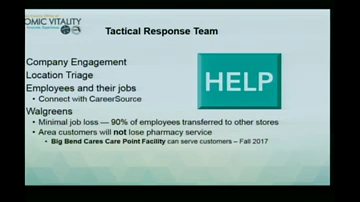 OMIC VITALITY
Tactical Response Team
Company Engagement
Location Triage
Employees and their jobs
• Connect with CareerSource
Walgreens
• Minimal job loss — 90% of employees transferred to other stores
• Area customers will not lose pharmacy service
• Big Bend Cares Care Point Facility can serve customers – Fall 2017
HELP